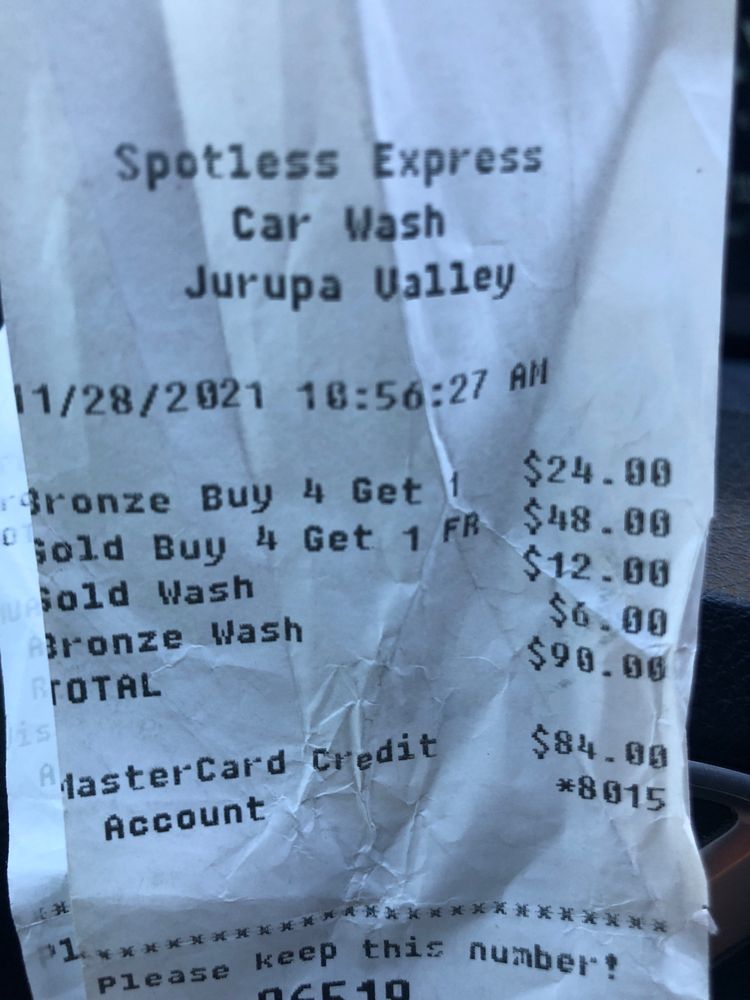 Spotless Express
Car Wash
Jurupa Valley
11/28/2021 10:56:27 AM
Bronze Buy 4 Get 1 $24.00
Gold Buy 4 Get 1 FR $48.00
Gold Wash $12.00
Bronze Wash $6.00
TOTAL $90.00
MasterCard Credit $84.00
Account *8015
Please keep this number!
06519